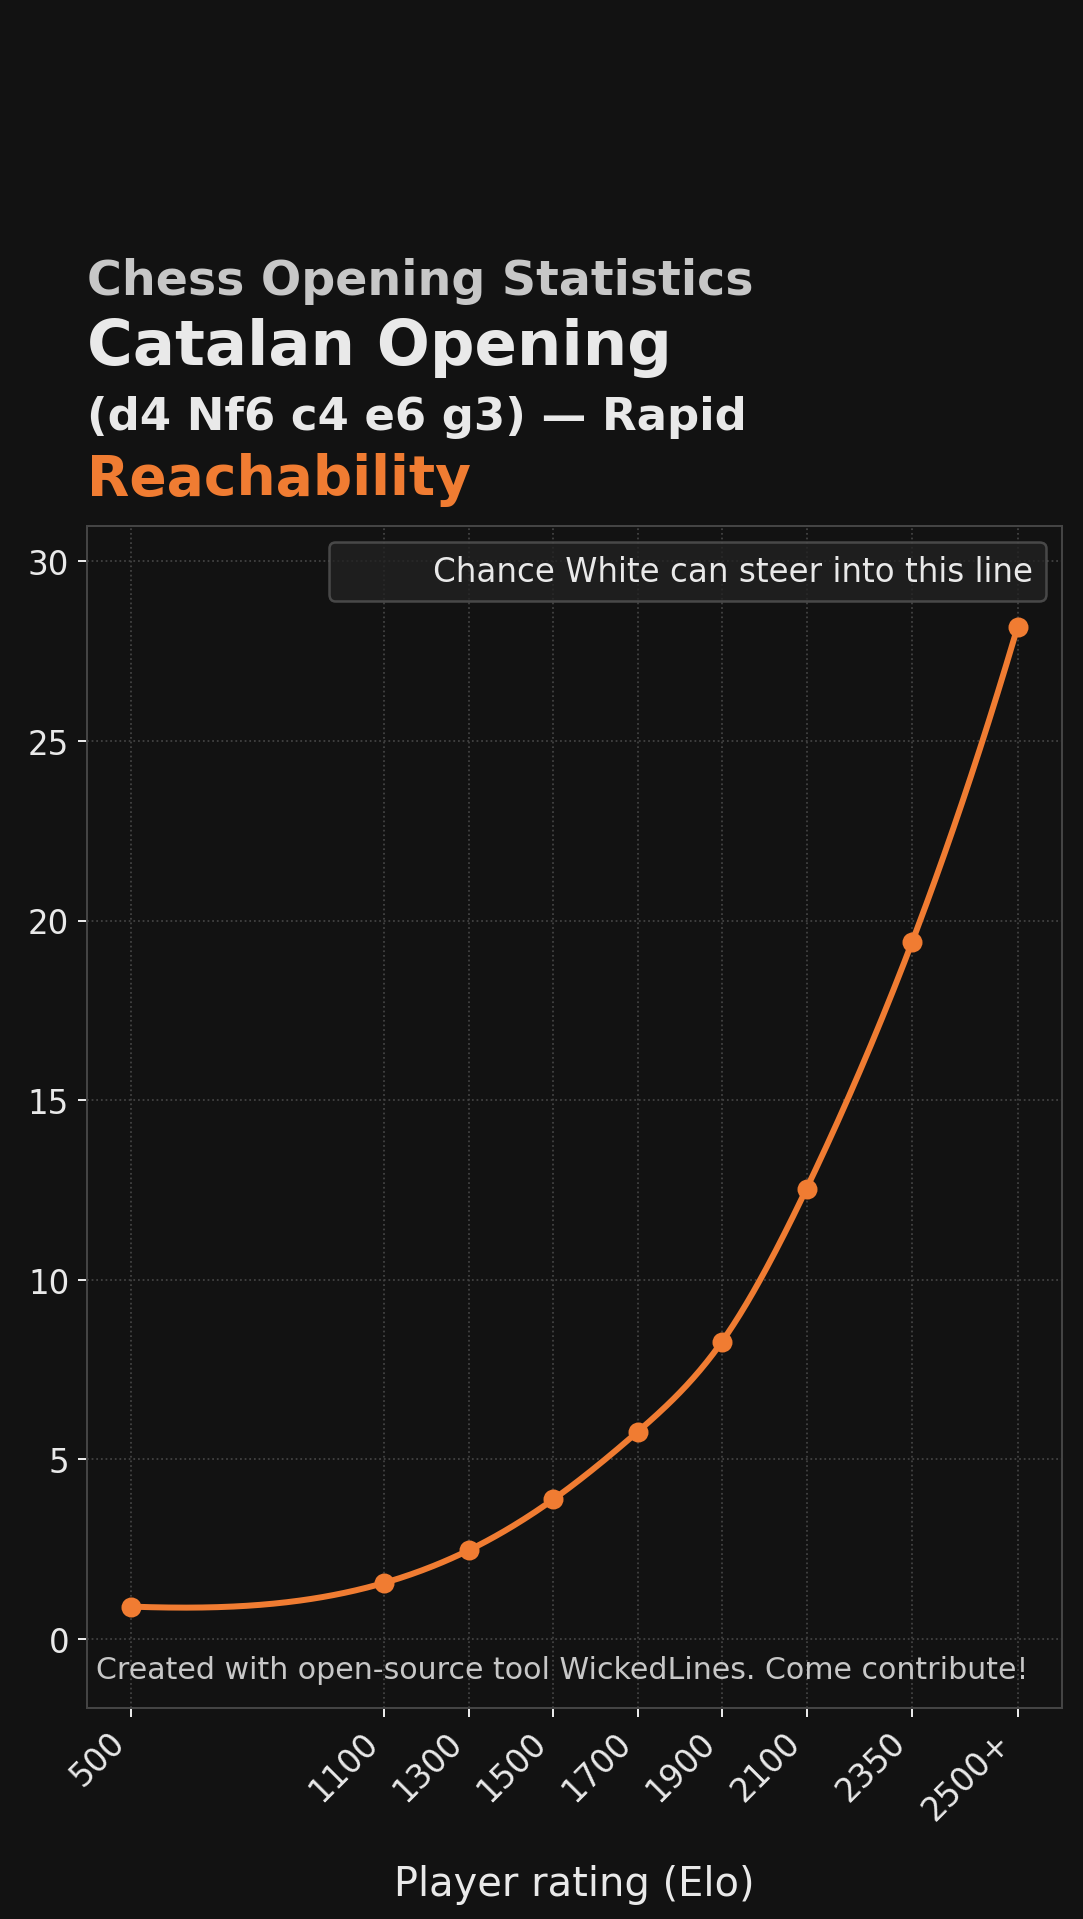 Chess Opening Statistics
Catalan Opening
(d4 Nf6 c4 e6 g3) — Rapid
Reachability
Chance White can steer into this line
30
25
20
15
10
5
0
Created with open-source tool WickedLines. Come contribute!
500
1100
1300
1500
1700
1900
2100
2350
2500+
Player rating (Elo)